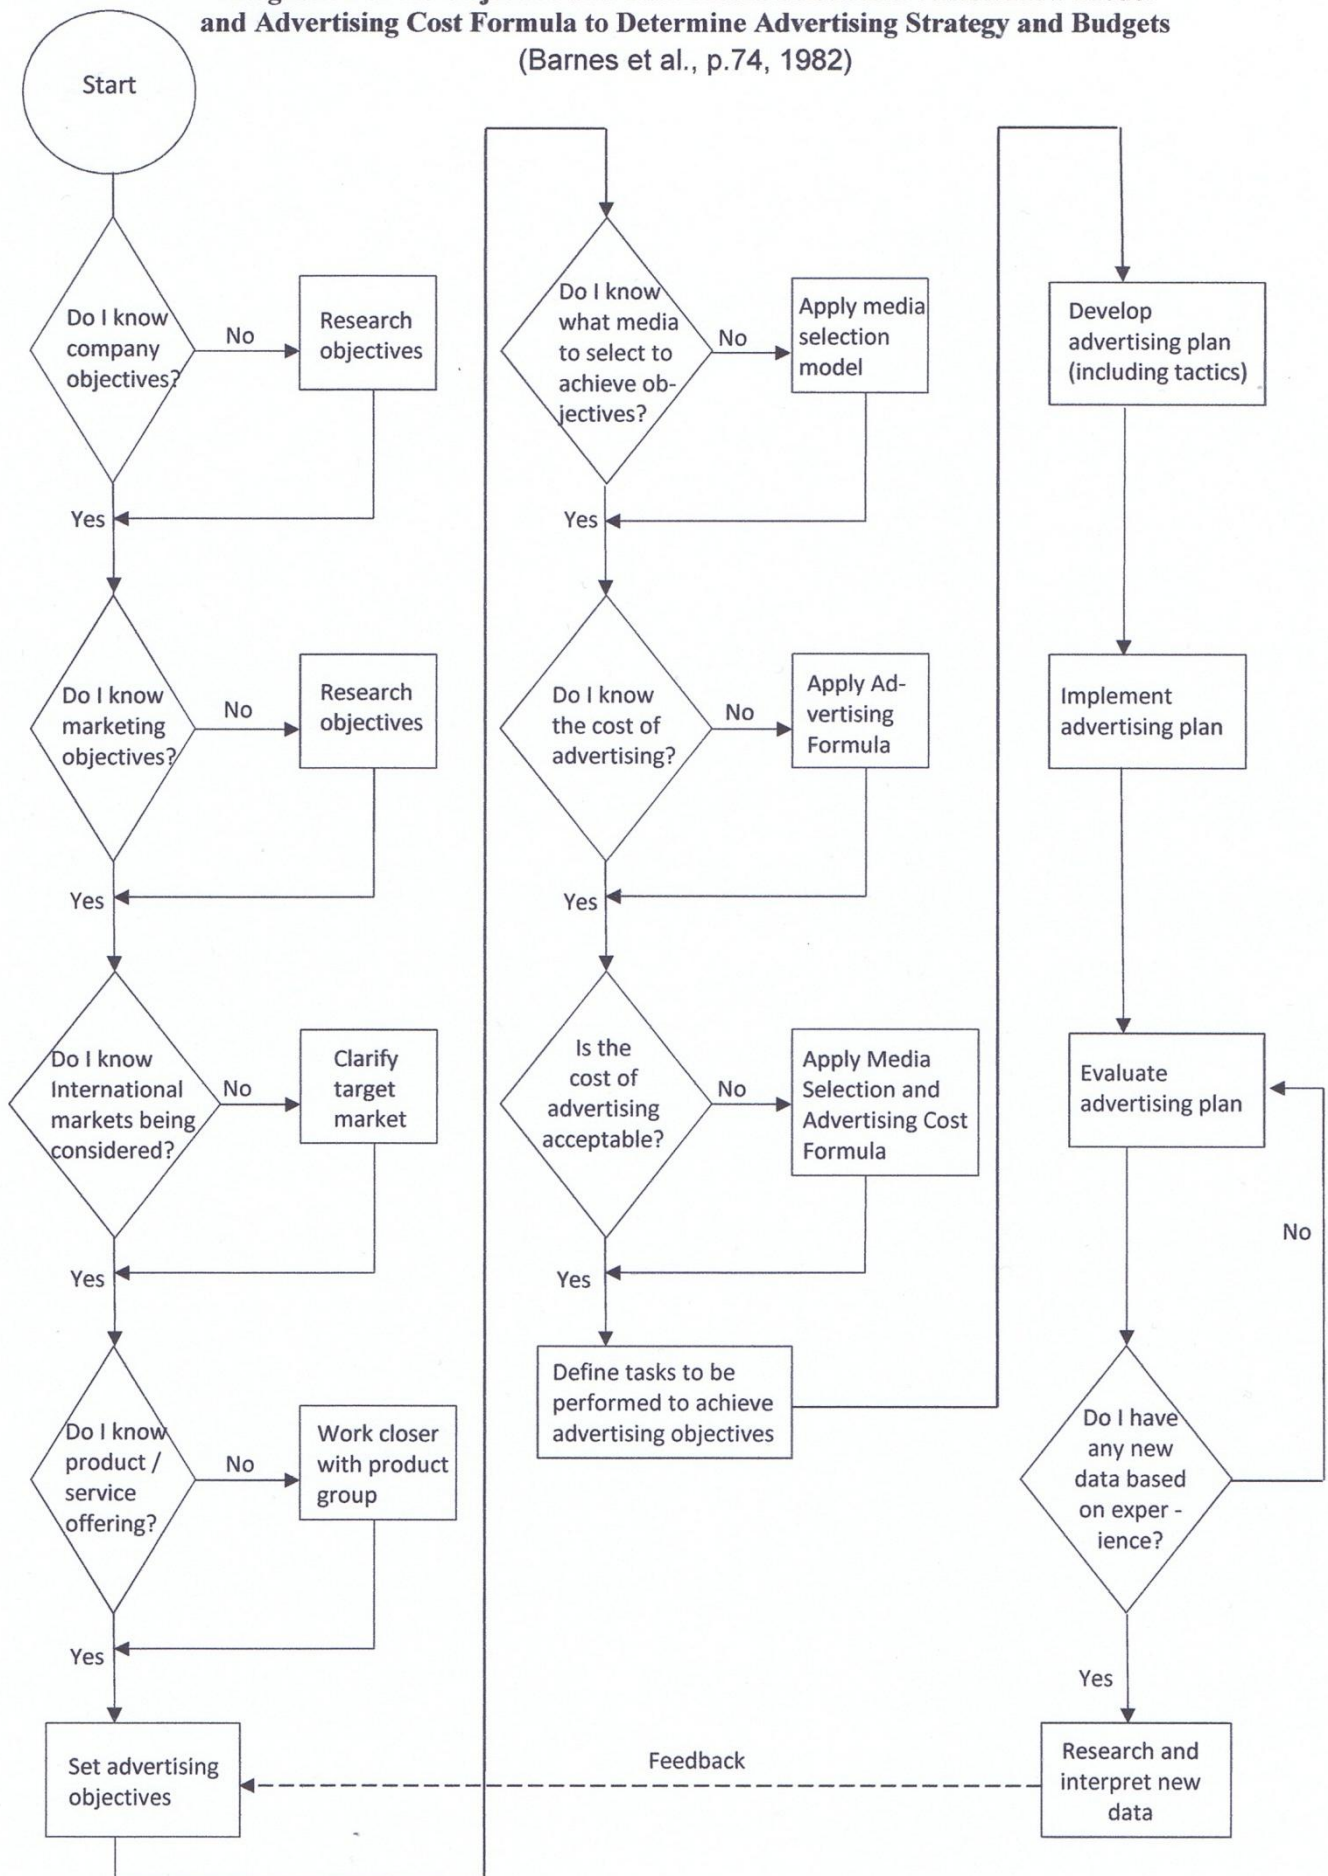 and Advertising Cost Formula to Determine Advertising Strategy and Budgets
(Barnes et al., p.74, 1982)
Start
Do I know
company
objectives?
No
Research
objectives
Yes
Do I know
marketing
objectives?
No
Research
objectives
Yes
Do I know
International
markets being
considered?
No
Clarify
target
market
Yes
Do I know
product /
service
offering?
No
Work closer
with product
group
Yes
Set advertising
objectives
Do I know
what media
to select to
achieve ob-
jectives?
No
Apply media
selection
model
Yes
Do I know
the cost of
advertising?
No
Apply Ad-
vertising
Formula
Yes
Is the
cost of
advertising
acceptable?
No
Apply Media
Selection and
Advertising Cost
Formula
Yes
Define tasks to be
performed to achieve
advertising objectives
Develop
advertising plan
(including tactics)
Implement
advertising plan
Evaluate
advertising plan
No
Do I have
any new
data based
on exper -
ience?
Yes
Research and
interpret new
data
Feedback